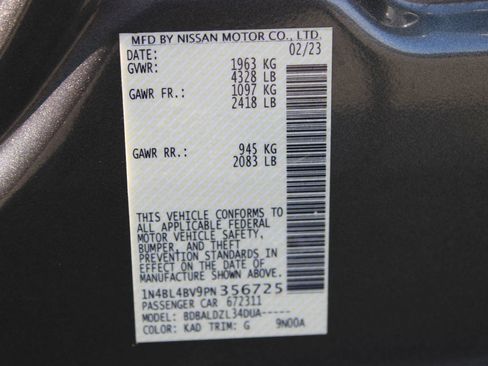 MFD BY NISSAN MOTOR CO., LTD.
DATE: 02/23
GVWR: 1963 KG
4328 LB
GAWR FR.: 1097 KG
2418 LB
GAWR RR.: 945 KG
2083 LB
THIS VEHICLE CONFORMS TO
ALL APPLICABLE FEDERAL
MOTOR VEHICLE SAFETY,
BUMPER, AND THEFT
PREVENTION STANDARDS IN
EFFECT ON THE DATE OF
MANUFACTURE SHOWN ABOVE.
1N4BL4BV9PN356725
PASSENGER CAR 672311
MODEL: BDBALDZL34DUA-----
COLOR: KAD TRIM: G 9N00A